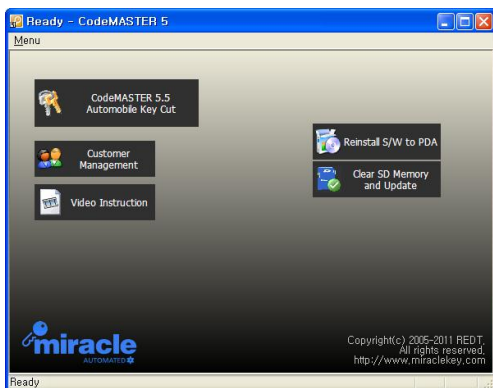 Ready - CodeMASTER 5
Menu
CodeMASTER 5.5
Automobile Key Cut
Customer
Management
Video Instruction
Reinstall S/W to PDA
Clear SD Memory
and Update
miracle
AUTOMATED
Copyright(c) 2005-2011 REDT,
All rights reserved,
http://www.miraclekey.com
Ready